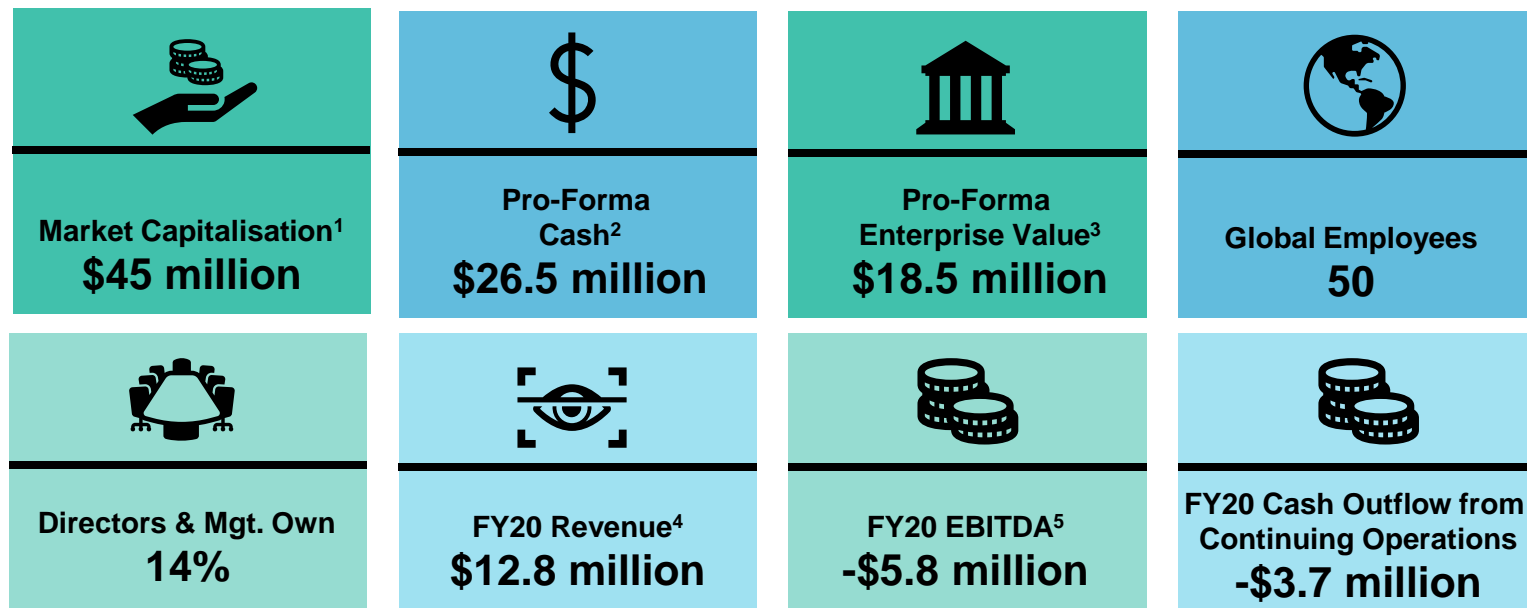 Market Capitalisation¹
$45 million
Pro-Forma
Cash²
$26.5 million
Pro-Forma
Enterprise Value³
$18.5 million
Global Employees
50
Directors & Mgt. Own
14%
FY20 Revenue⁴
$12.8 million
FY20 EBITDA⁵
-$5.8 million
FY20 Cash Outflow from
Continuing Operations
-$3.7 million